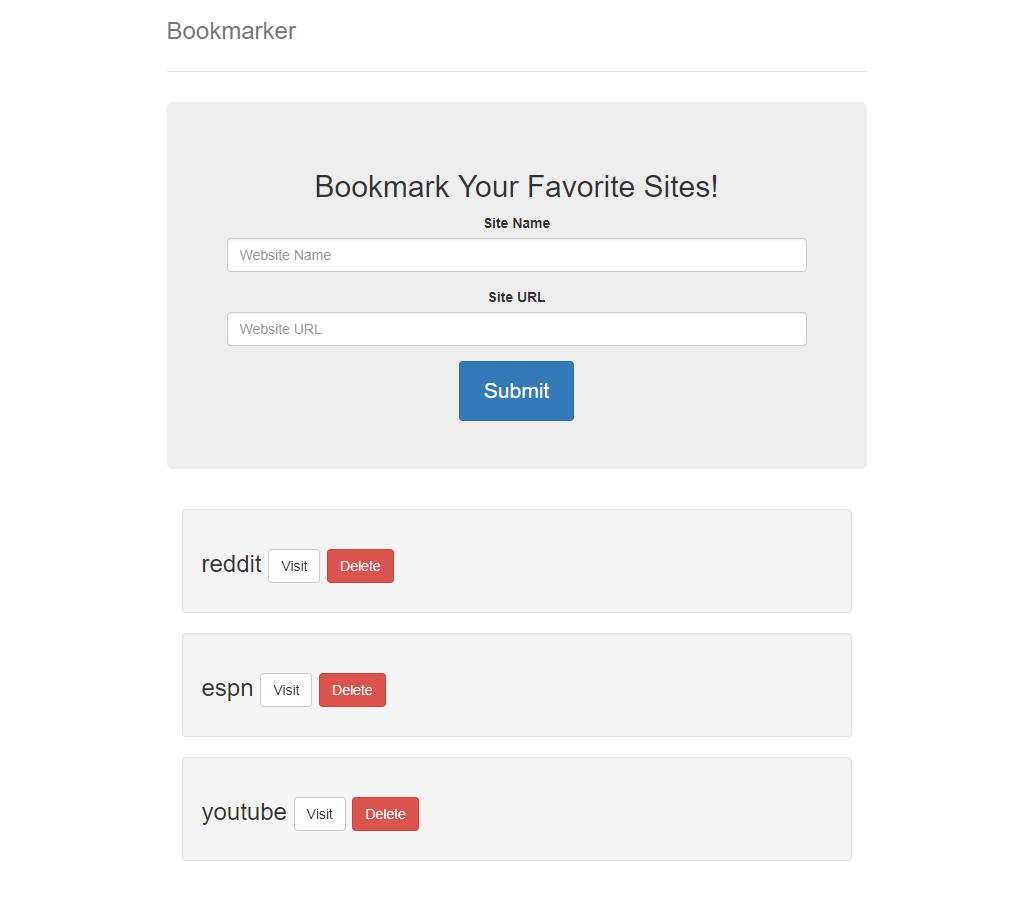 Bookmarker
Bookmark Your Favorite Sites!
Site Name
Website Name
Site URL
Website URL
Submit
reddit Visit Delete
espn Visit Delete
youtube Visit Delete